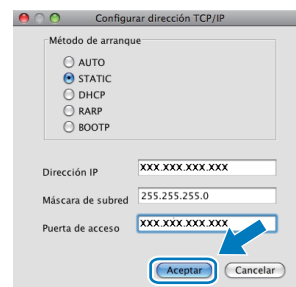 Configurar dirección TCP/IP
Método de arranque
AUTO
STATIC
DHCP
RARP
BOOTP
Dirección IP XXX.XXX.XXX.XXX
Máscara de subred 255.255.255.0
Puerta de acceso XXX.XXX.XXX.XXX
Aceptar Cancelar